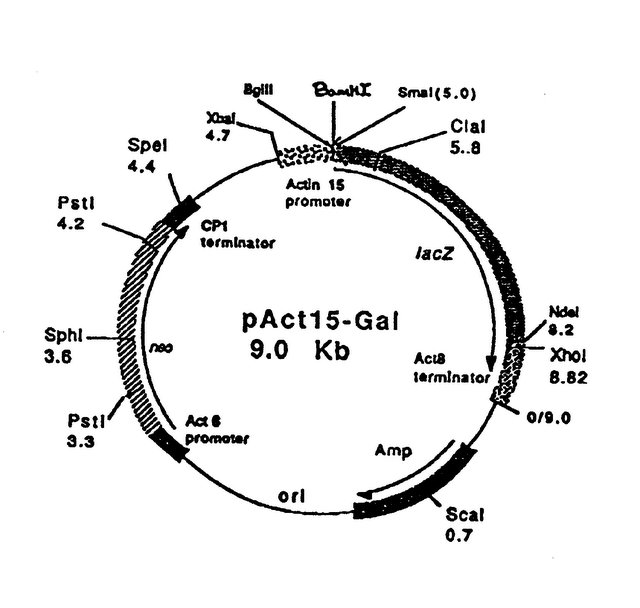 BglII
BamHI
SmaI(5.0)
XbaI
4.7
ClaI
5..8
SpeI
4.4
Actin 15
promoter
PstI
4.2
CP1
terminator
lacZ
pAct15-Gal
9.0 Kb
NdeI
8.2
SphI
3.6
neo
Act8
terminator
XhoI
8.82
PstI
3.3
Act 6
promoter
0/9.0
Amp
ori
ScaI
0.7